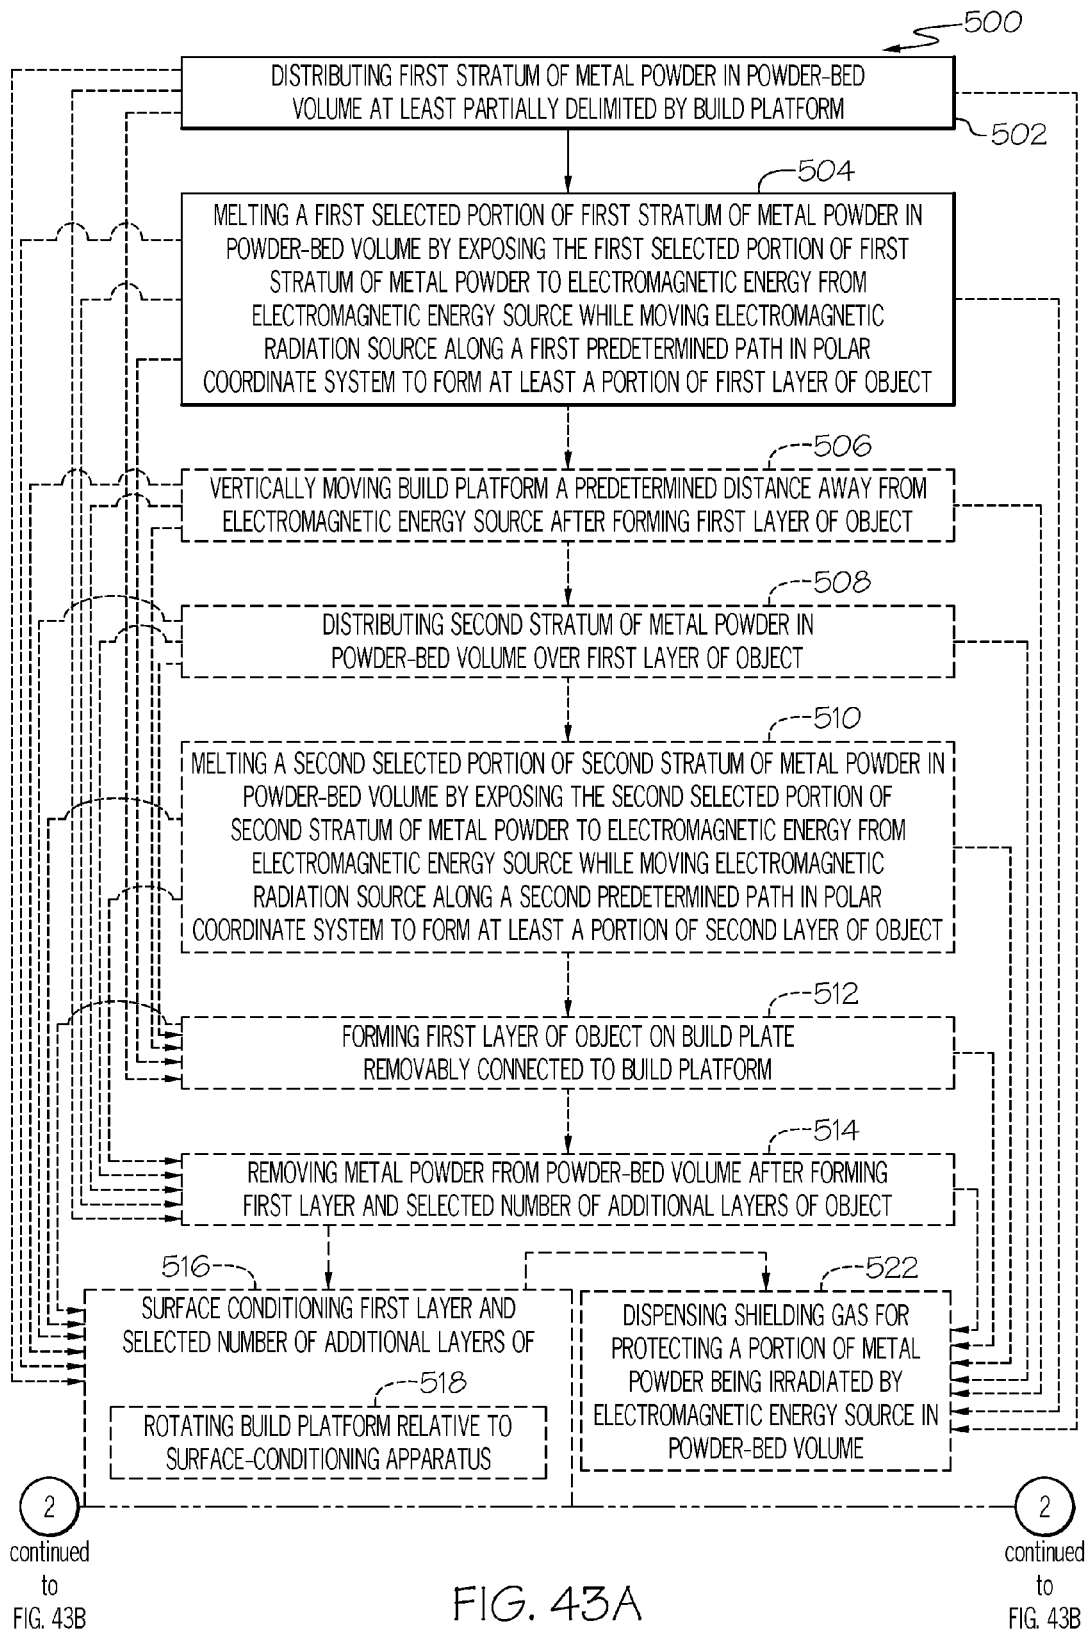 500
DISTRIBUTING FIRST STRATUM OF METAL POWDER IN POWDER-BED
VOLUME AT LEAST PARTIALLY DELIMITED BY BUILD PLATFORM
502
504
MELTING A FIRST SELECTED PORTION OF FIRST STRATUM OF METAL POWDER IN
POWDER-BED VOLUME BY EXPOSING THE FIRST SELECTED PORTION OF FIRST
STRATUM OF METAL POWDER TO ELECTROMAGNETIC ENERGY FROM
ELECTROMAGNETIC ENERGY SOURCE WHILE MOVING ELECTROMAGNETIC
RADIATION SOURCE ALONG A FIRST PREDETERMINED PATH IN POLAR
COORDINATE SYSTEM TO FORM AT LEAST A PORTION OF FIRST LAYER OF OBJECT
506
VERTICALLY MOVING BUILD PLATFORM A PREDETERMINED DISTANCE AWAY FROM
ELECTROMAGNETIC ENERGY SOURCE AFTER FORMING FIRST LAYER OF OBJECT
508
DISTRIBUTING SECOND STRATUM OF METAL POWDER IN
POWDER-BED VOLUME OVER FIRST LAYER OF OBJECT
510
MELTING A SECOND SELECTED PORTION OF SECOND STRATUM OF METAL POWDER IN
POWDER-BED VOLUME BY EXPOSING THE SECOND SELECTED PORTION OF
SECOND STRATUM OF METAL POWDER TO ELECTROMAGNETIC ENERGY FROM
ELECTROMAGNETIC ENERGY SOURCE WHILE MOVING ELECTROMAGNETIC
RADIATION SOURCE ALONG A SECOND PREDETERMINED PATH IN POLAR
COORDINATE SYSTEM TO FORM AT LEAST A PORTION OF SECOND LAYER OF OBJECT
512
FORMING FIRST LAYER OF OBJECT ON BUILD PLATE
REMOVABLY CONNECTED TO BUILD PLATFORM
514
REMOVING METAL POWDER FROM POWDER-BED VOLUME AFTER FORMING
FIRST LAYER AND SELECTED NUMBER OF ADDITIONAL LAYERS OF OBJECT
516
SURFACE CONDITIONING FIRST LAYER AND
SELECTED NUMBER OF ADDITIONAL LAYERS OF
518
ROTATING BUILD PLATFORM RELATIVE TO
SURFACE-CONDITIONING APPARATUS
522
DISPENSING SHIELDING GAS FOR
PROTECTING A PORTION OF METAL
POWDER BEING IRRADIATED BY
ELECTROMAGNETIC ENERGY SOURCE IN
POWDER-BED VOLUME
2
continued
to
FIG. 43B
2
continued
to
FIG. 43B
FIG. 43A